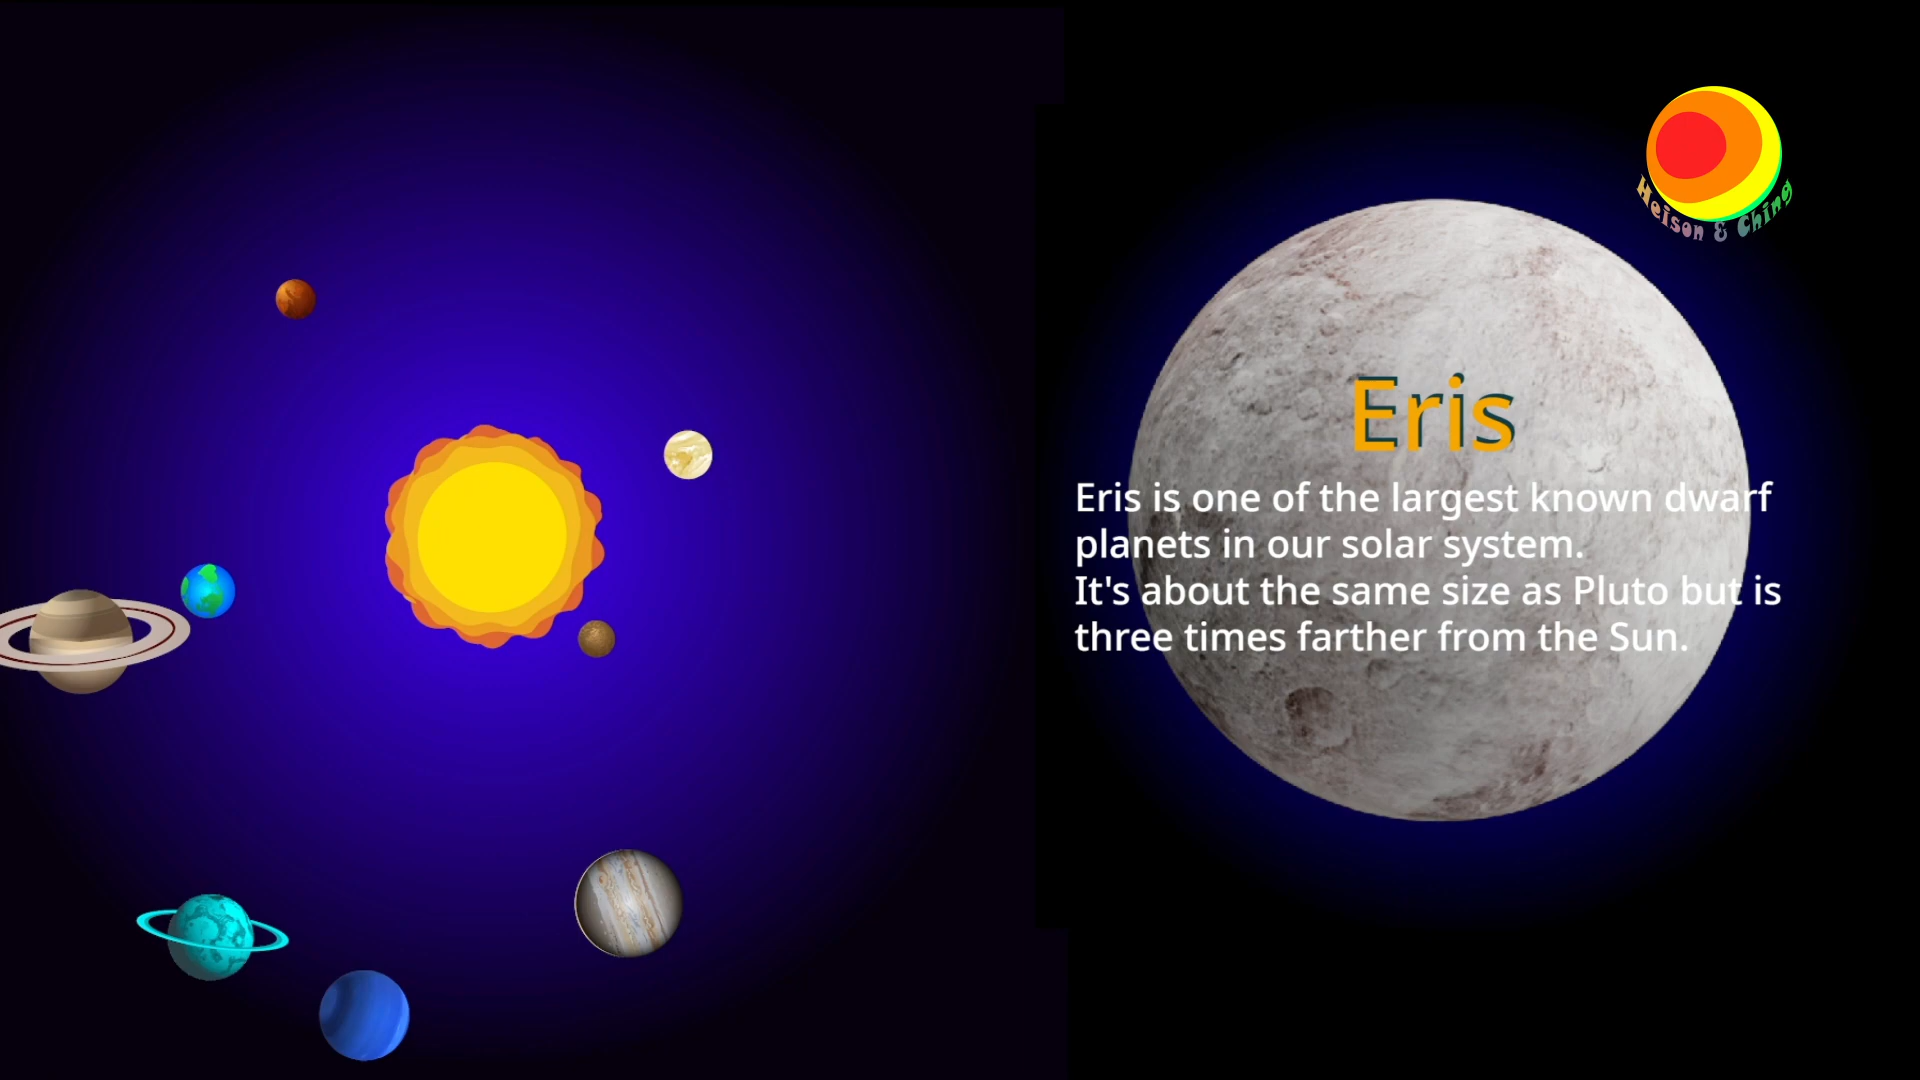 Heison & Ching
Eris
Eris is one of the largest known dwarf
planets in our solar system.
It's about the same size as Pluto but is
three times farther from the Sun.